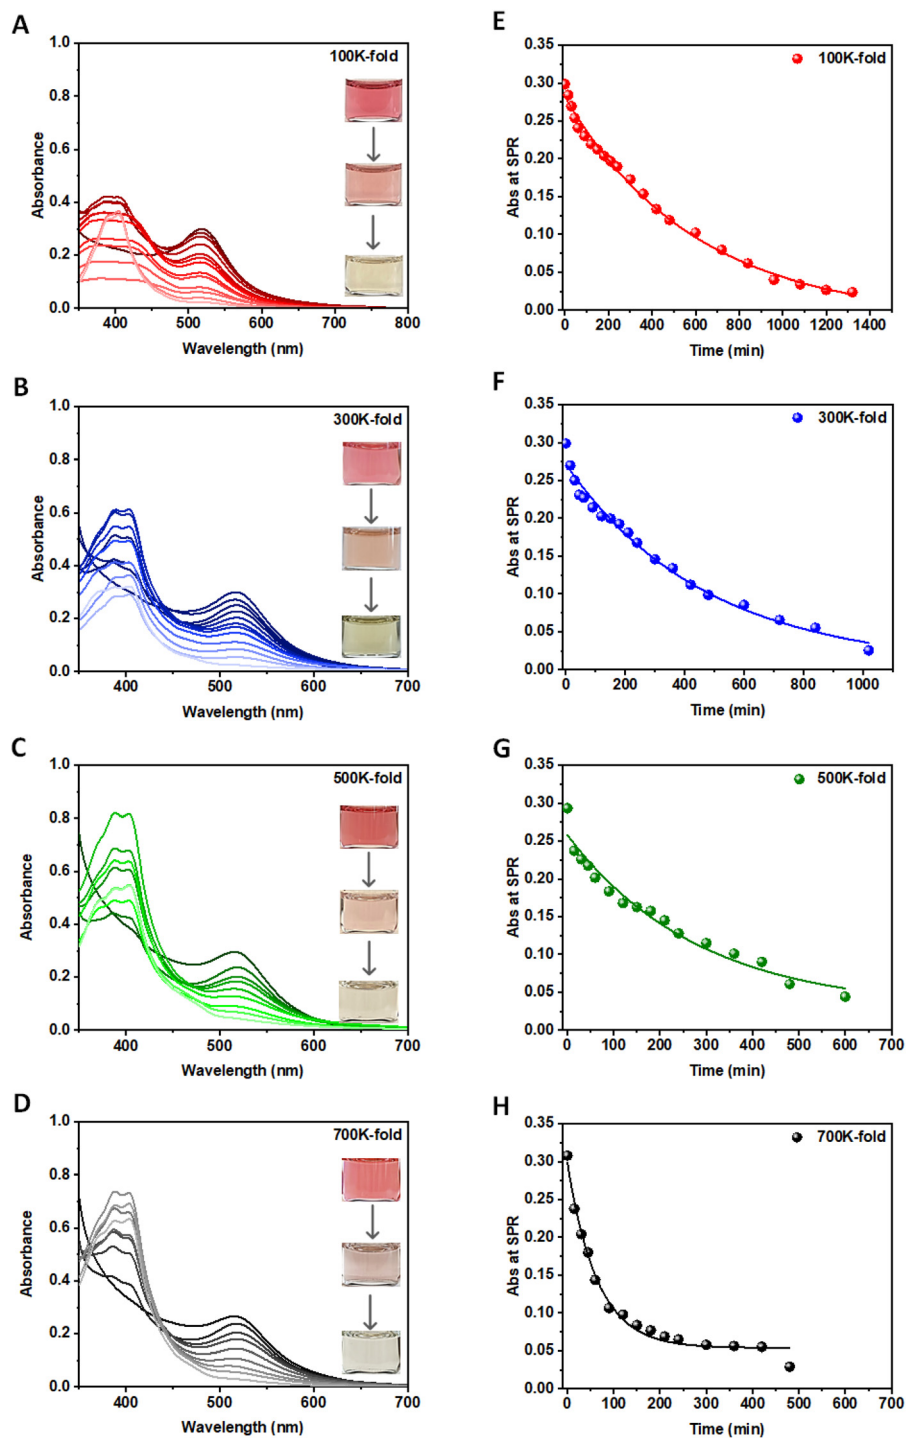 A
100K-fold
1.0
0.8
0.6
0.4
0.2
0.0
Absorbance
400 500 600 700 800
Wavelength (nm)
E
100K-fold
0.35
0.30
0.25
0.20
0.15
0.10
0.05
0.00
Abs at SPR
0 200 400 600 800 1000 1200 1400
Time (min)
B
300K-fold
1.0
0.8
0.6
0.4
0.2
0.0
Absorbance
400 500 600 700
Wavelength (nm)
F
300K-fold
0.35
0.30
0.25
0.20
0.15
0.10
0.05
0.00
Abs at SPR
0 200 400 600 800 1000
Time (min)
C
500K-fold
1.0
0.8
0.6
0.4
0.2
0.0
Absorbance
400 500 600 700
Wavelength (nm)
G
500K-fold
0.35
0.30
0.25
0.20
0.15
0.10
0.05
0.00
Abs at SPR
0 100 200 300 400 500 600 700
Time (min)
D
700K-fold
1.0
0.8
0.6
0.4
0.2
0.0
Absorbance
400 500 600 700
Wavelength (nm)
H
700K-fold
0.35
0.30
0.25
0.20
0.15
0.10
0.05
0.00
Abs at SPR
0 100 200 300 400 500 600 700
Time (min)